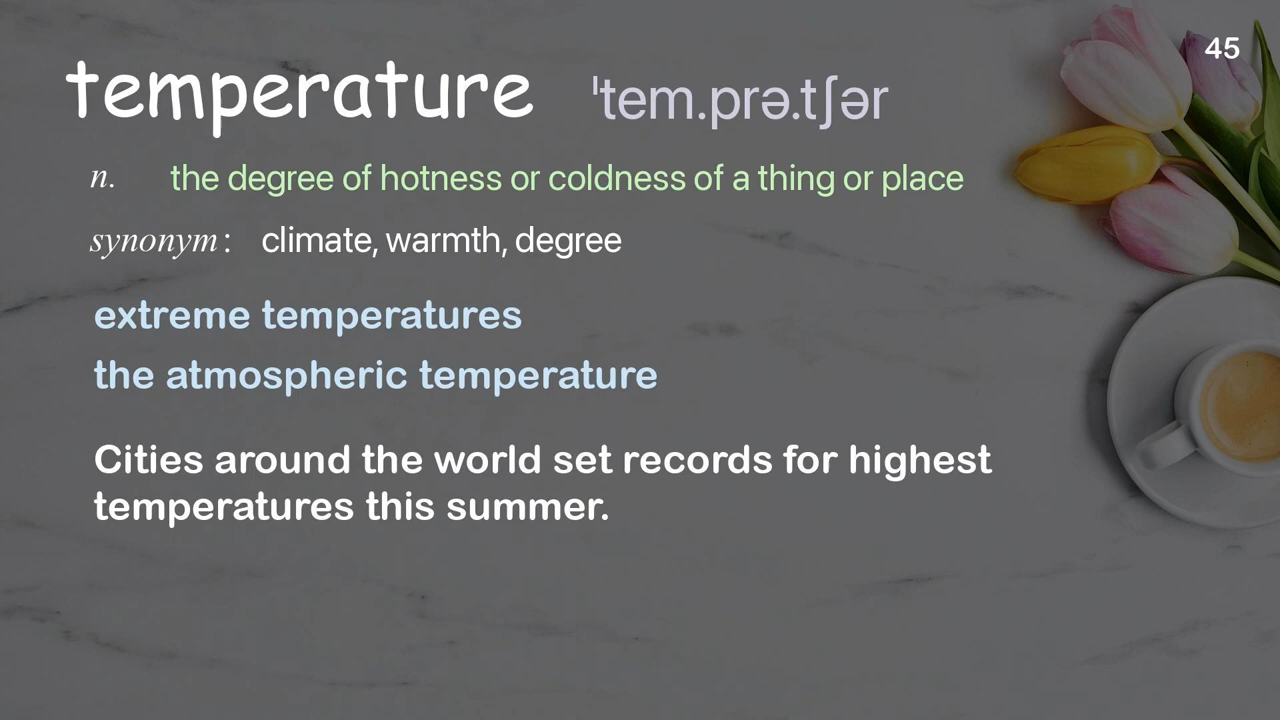 45
temperature ˈtem.prə.tʃər
n. the degree of hotness or coldness of a thing or place
synonym: climate, warmth, degree
extreme temperatures
the atmospheric temperature
Cities around the world set records for highest
temperatures this summer.